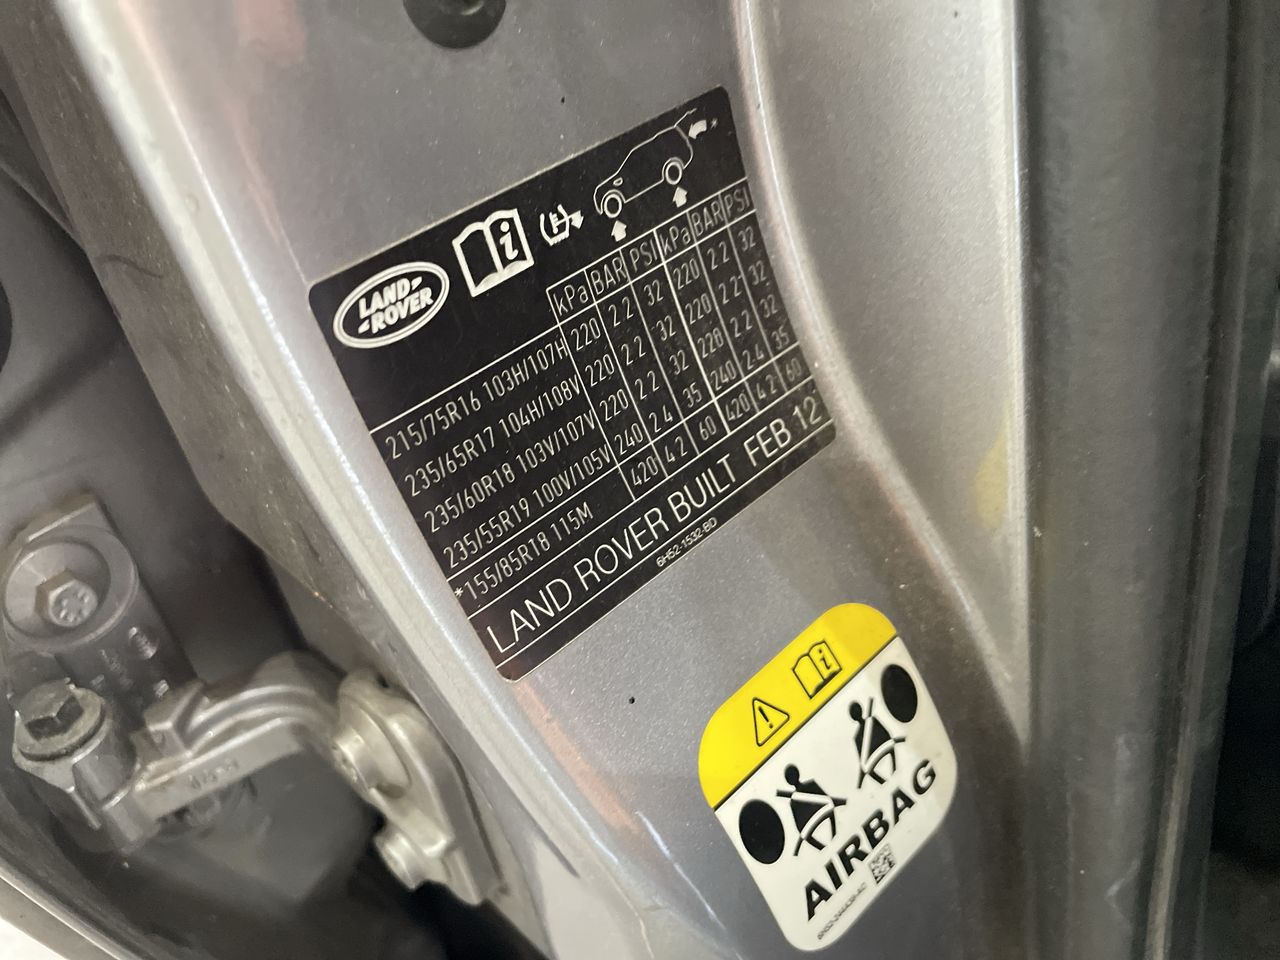 LAND-
-ROVER
kPa BAR PSI kPa BAR PSI
215/75R16 103H/107H 220 2.2 32 220 2.2 32
235/65R17 104H/108V 220 2.2 32 220 2.2 32
235/60R18 103V/107V 220 2.2 32 220 2.2 32
235/55R19 100V/105V 240 2.4 35 240 2.4 35
*155/85R18 115M 420 4.2 60 420 4.2 60
LAND ROVER BUILT FEB 12
6H52-1532-BD
AIRBAG